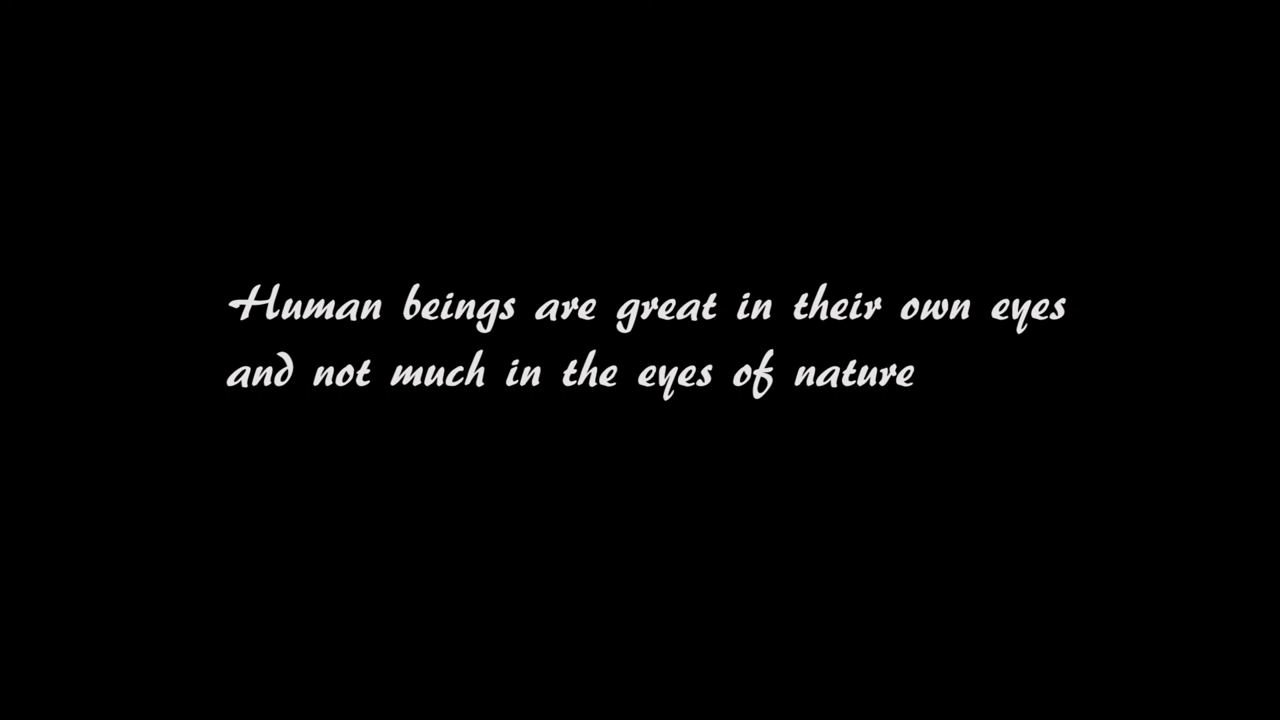 Human beings are great in their own eyes
and not much in the eyes of nature